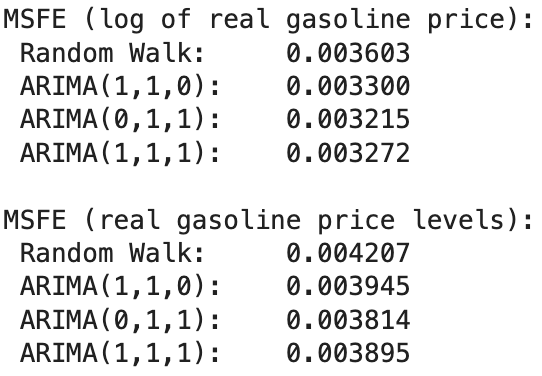 MSFE (log of real gasoline price):
Random Walk: 0.003603
ARIMA(1,1,0): 0.003300
ARIMA(0,1,1): 0.003215
ARIMA(1,1,1): 0.003272
MSFE (real gasoline price levels):
Random Walk: 0.004207
ARIMA(1,1,0): 0.003945
ARIMA(0,1,1): 0.003814
ARIMA(1,1,1): 0.003895